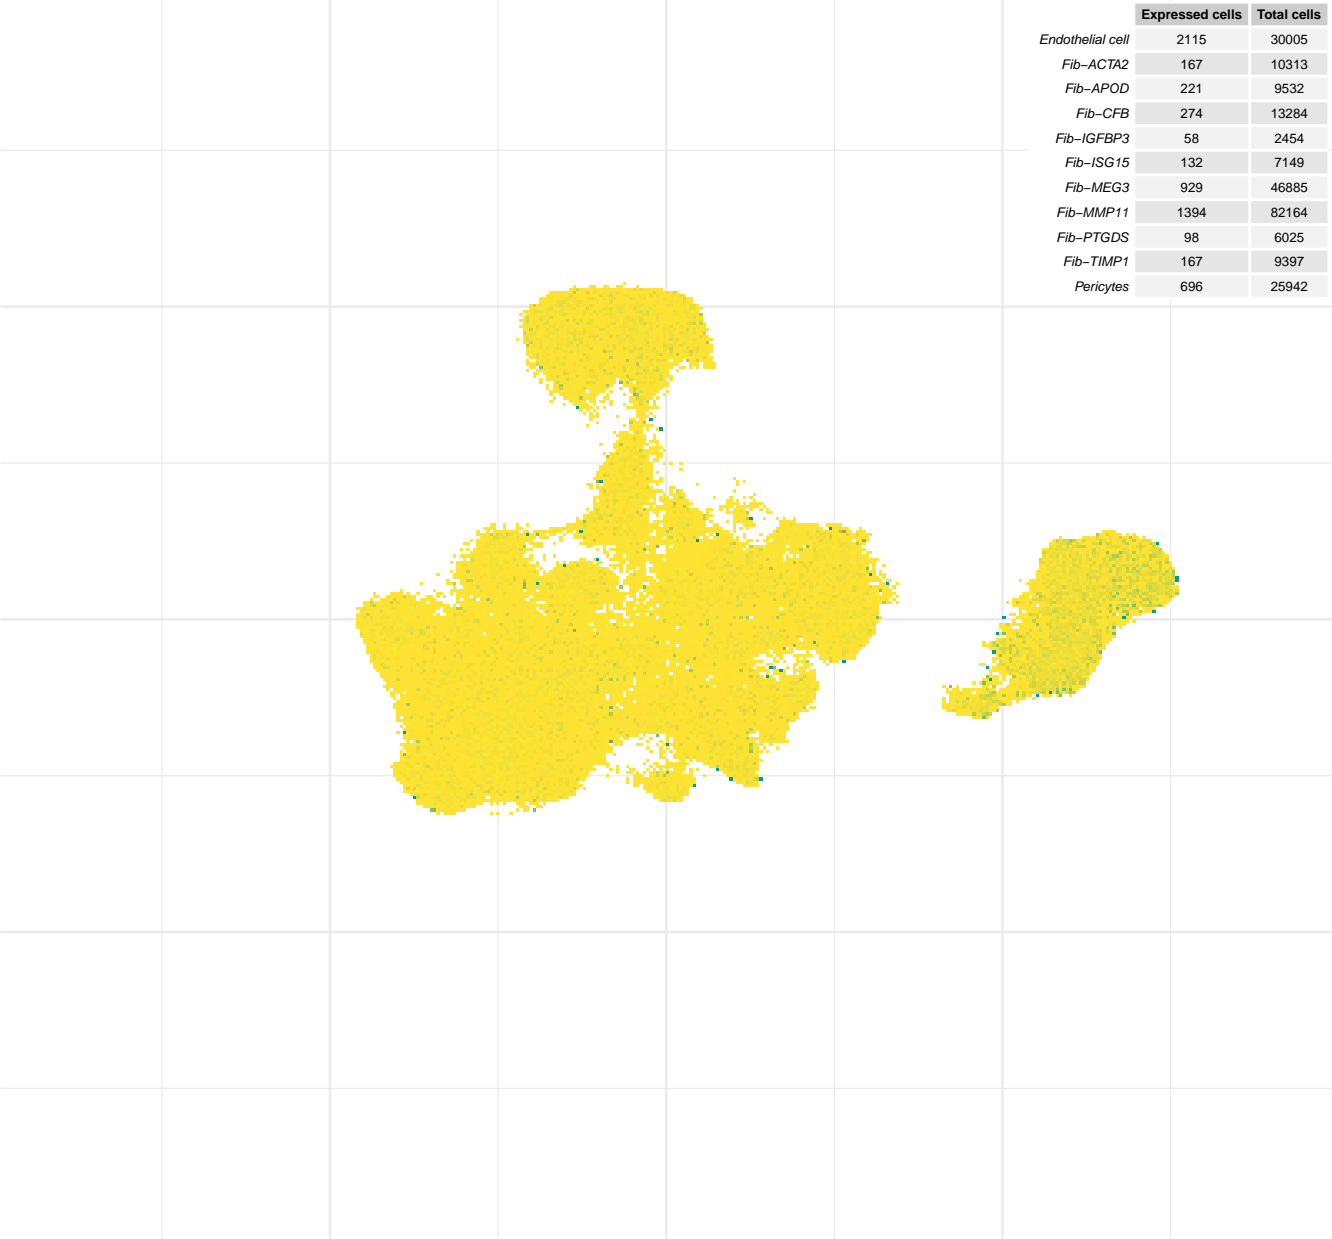 Expressed cells Total cells
Endothelial cell 2115 30005
Fib−ACTA2 167 10313
Fib−APOD 221 9532
Fib−CFB 274 13284
Fib−IGFBP3 58 2454
Fib−ISG15 132 7149
Fib−MEG3 929 46885
Fib−MMP11 1394 82164
Fib−PTGDS 98 6025
Fib−TIMP1 167 9397
Pericytes 696 25942